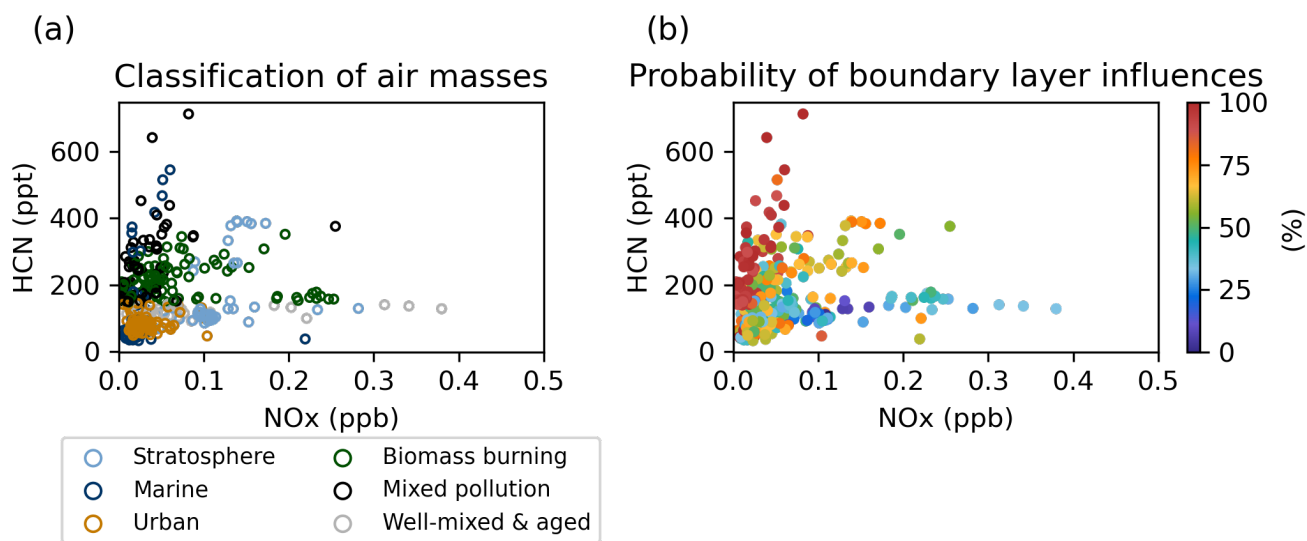 (a)
Classification of air masses
HCN (ppt)
600
400
200
0
0.0 0.1 0.2 0.3 0.4 0.5
NOx (ppb)
Stratosphere
Marine
Urban
Biomass burning
Mixed pollution
Well-mixed & aged
(b)
Probability of boundary layer influences
HCN (ppt)
600
400
200
0
0.0 0.1 0.2 0.3 0.4 0.5
NOx (ppb)
100
75
50
25
0
(%)